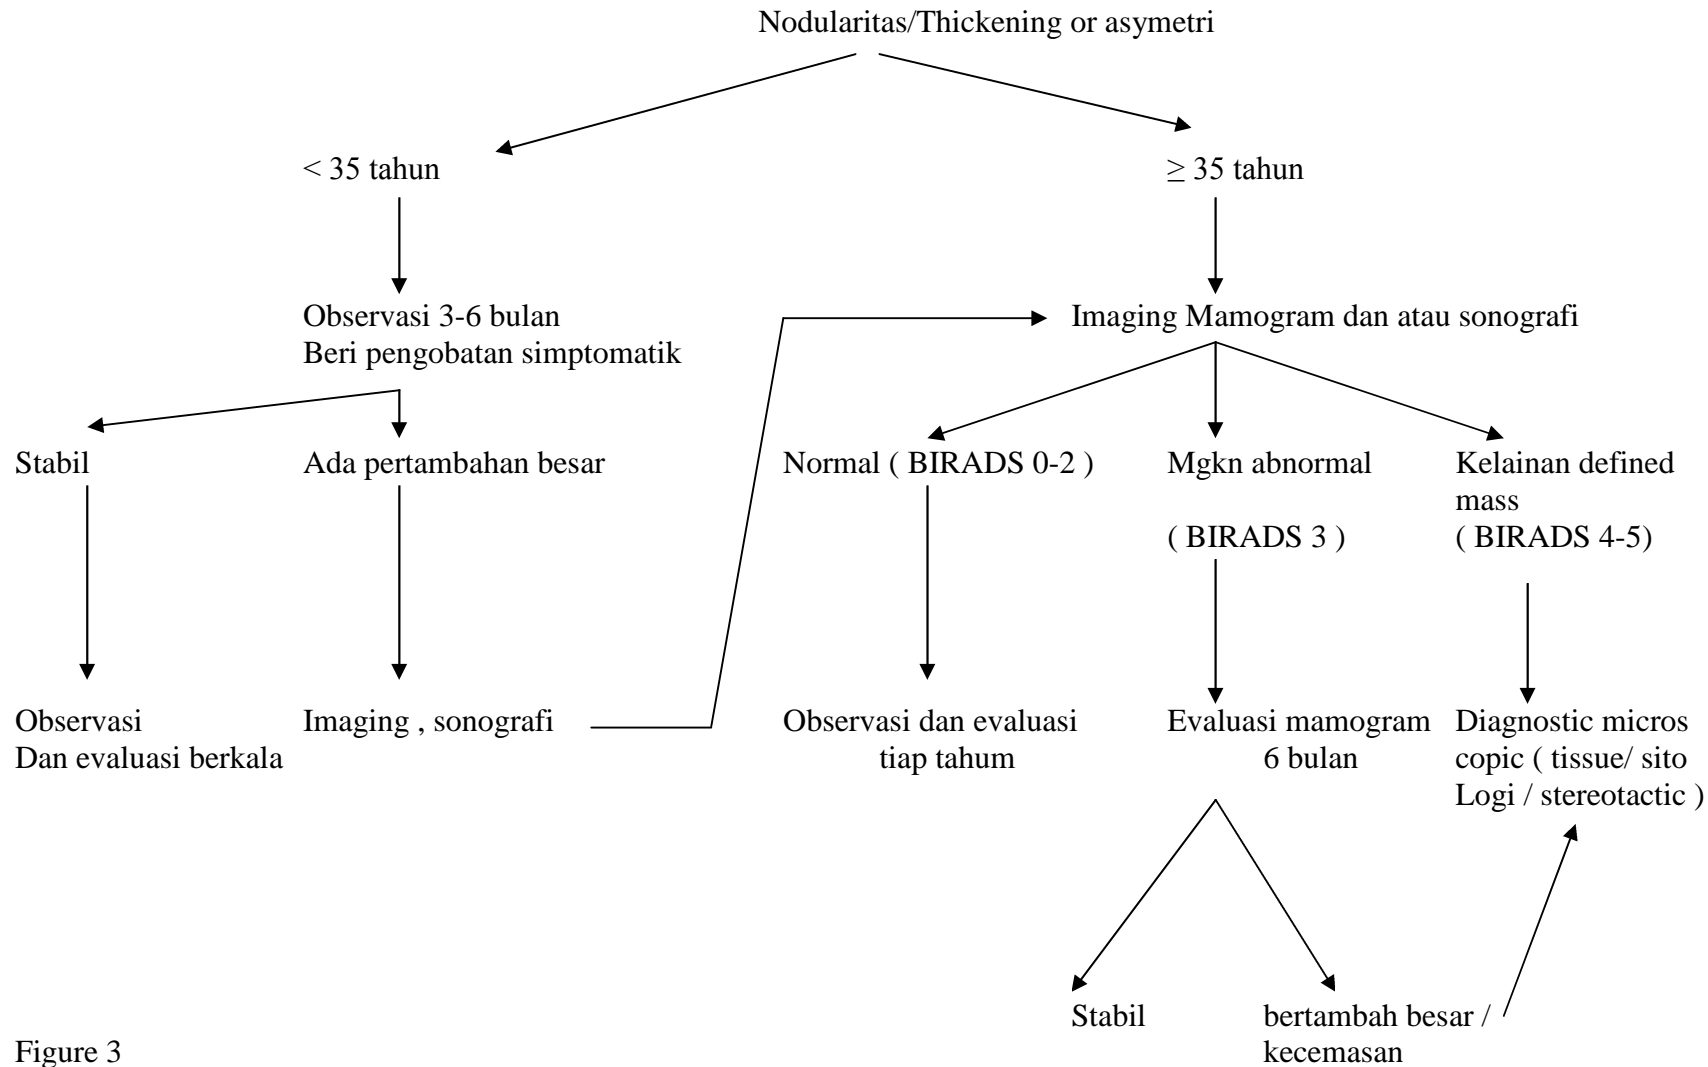 Nodularitas/Thickening or asymetri
< 35 tahun
≥ 35 tahun
Observasi 3-6 bulan
Beri pengobatan simptomatik
Imaging Mamogram dan atau sonografi
Stabil
Ada pertambahan besar
Normal ( BIRADS 0-2 )
Mgkn abnormal
( BIRADS 3 )
Kelainan defined
mass
( BIRADS 4-5)
Observasi
Dan evaluasi berkala
Imaging , sonografi
Observasi dan evaluasi
tiap tahum
Evaluasi mamogram
6 bulan
Diagnostic micros
copic ( tissue/ sito
Logi / stereotactic )
Stabil
bertambah besar /
kecemasan
Figure 3